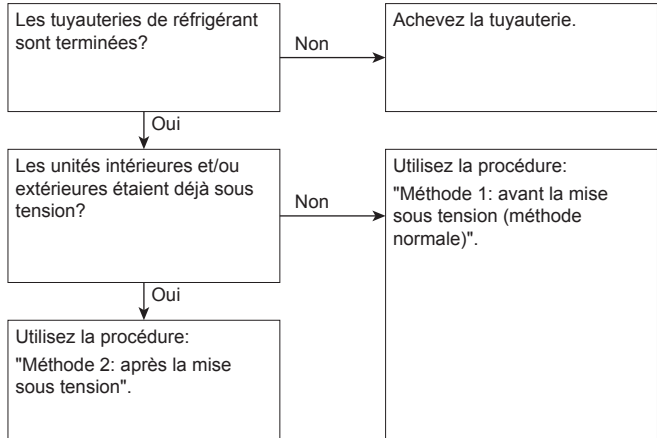 Les tuyauteries de réfrigérant
sont terminées?
Non
Achevez la tuyauterie.
Oui
Les unités intérieures et/ou
extérieures étaient déjà sous
tension?
Non
Utilisez la procédure:
"Méthode 1: avant la mise
sous tension (méthode
normale)".
Oui
Utilisez la procédure:
"Méthode 2: après la mise
sous tension".